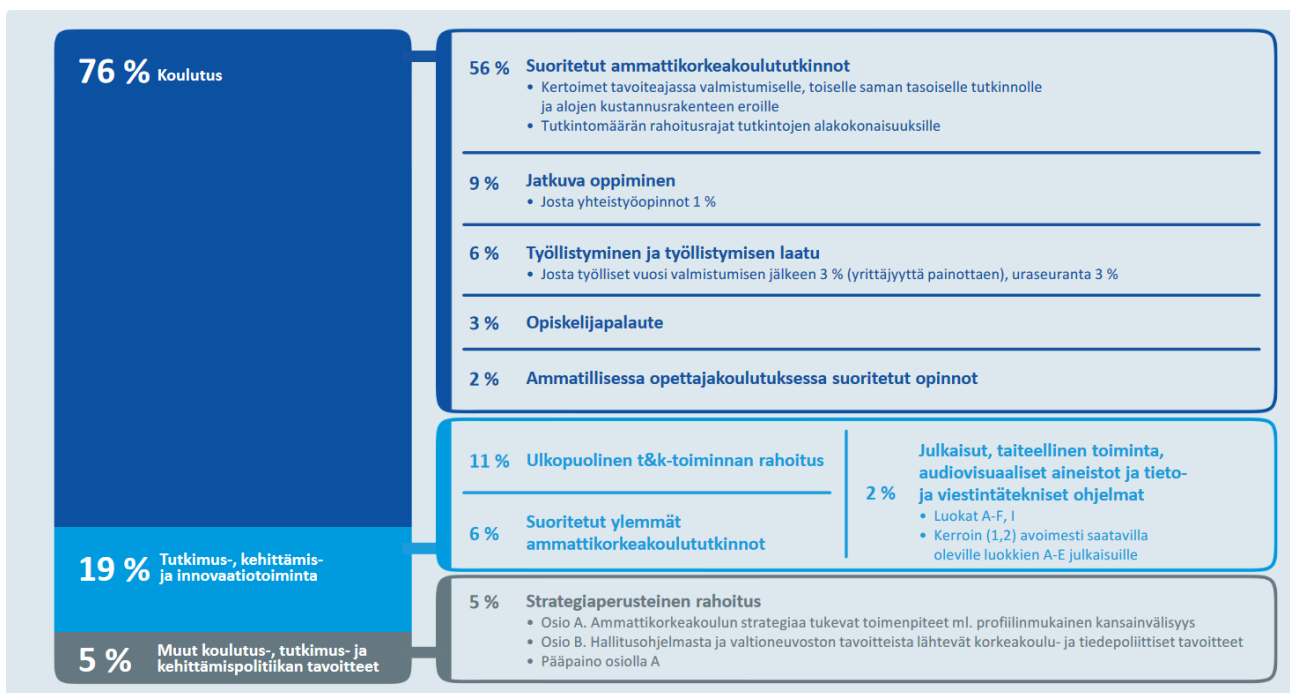 76 % Koulutus
56 % Suoritetut ammattikorkeakoulututkinnot
• Kertoimet tavoiteajassa valmistumiselle, toiselle saman tasoiselle tutkinnolle
ja alojen kustannusrakenteen eroille
• Tutkintomäärän rahoitusrajat tutkintojen alakokonaisuuksille
9 % Jatkuva oppiminen
• Josta yhteistyöopinnot 1 %
6 % Työllistyminen ja työllistymisen laatu
• Josta työlliset vuosi valmistumisen jälkeen 3 % (yrittäjyyttä painottaen), uraseuranta 3 %
3 % Opiskelijapalaute
2 % Ammatillisessa opettajakoulutuksessa suoritetut opinnot
19 % Tutkimus-, kehittämis-
ja innovaatiotoiminta
11 % Ulkopuolinen t&k-toiminnan rahoitus
6 % Suoritetut ylemmät
ammattikorkeakoulututkinnot
2 % Julkaisut, taiteellinen toiminta,
audiovisuaaliset aineistot ja tieto-
ja viestintätekniset ohjelmat
• Luokat A-F, I
• Kerroin (1,2) avoimesti saatavilla
oleville luokkien A-E julkaisuille
5 % Muut koulutus-, tutkimus- ja
kehittämispolitiikan tavoitteet
5 % Strategiaperusteinen rahoitus
• Osio A. Ammattikorkeakoulun strategiaa tukevat toimenpiteet ml. profiilinmukainen kansainvälisyys
• Osio B. Hallitusohjelmasta ja valtioneuvoston tavoitteista lähtevät korkeakoulu- ja tiedepoliittiset tavoitteet
• Pääpaino osiolla A